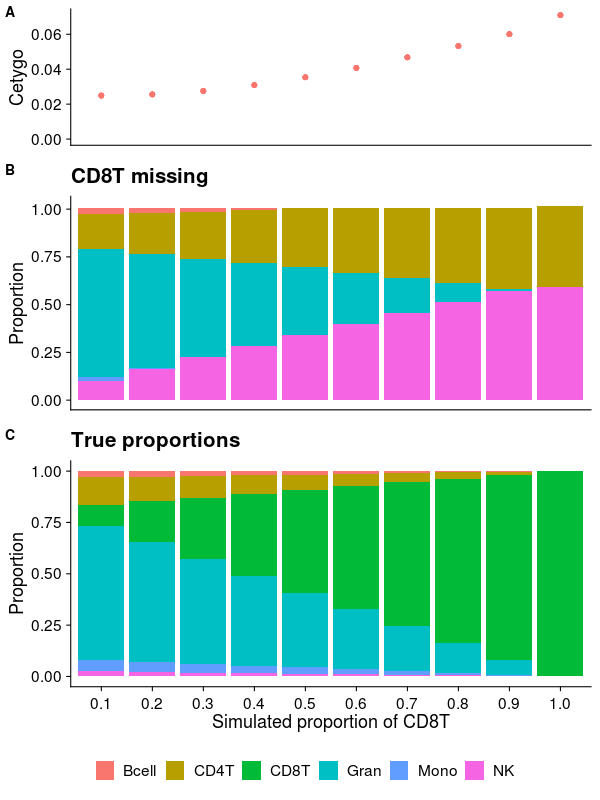 A
Cetygo
0.06
0.04
0.02
0.00
B
CD8T missing
Proportion
1.00
0.75
0.50
0.25
0.00
C
True proportions
Proportion
1.00
0.75
0.50
0.25
0.00
0.1 0.2 0.3 0.4 0.5 0.6 0.7 0.8 0.9 1.0
Simulated proportion of CD8T
Bcell CD4T CD8T Gran Mono NK